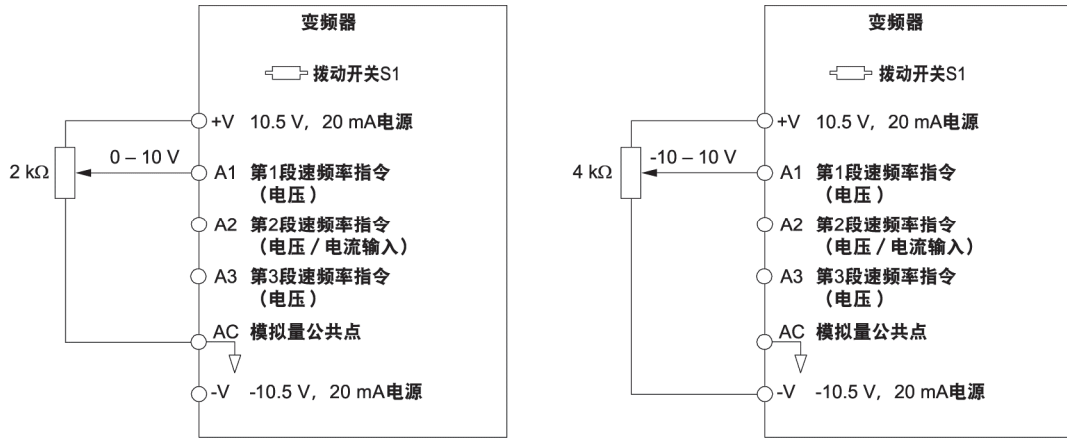 变频器
拨动开关S1
+V 10.5 V，20 mA电源
2 kΩ
0 – 10 V
A1 第1段速频率指令
（电压）
A2 第2段速频率指令
（电压 / 电流输入）
A3 第3段速频率指令
（电压）
AC 模拟量公共点
-V -10.5 V，20 mA电源
变频器
拨动开关S1
+V 10.5 V，20 mA电源
4 kΩ
-10 – 10 V
A1 第1段速频率指令
（电压）
A2 第2段速频率指令
（电压 / 电流输入）
A3 第3段速频率指令
（电压）
AC 模拟量公共点
-V -10.5 V，20 mA电源